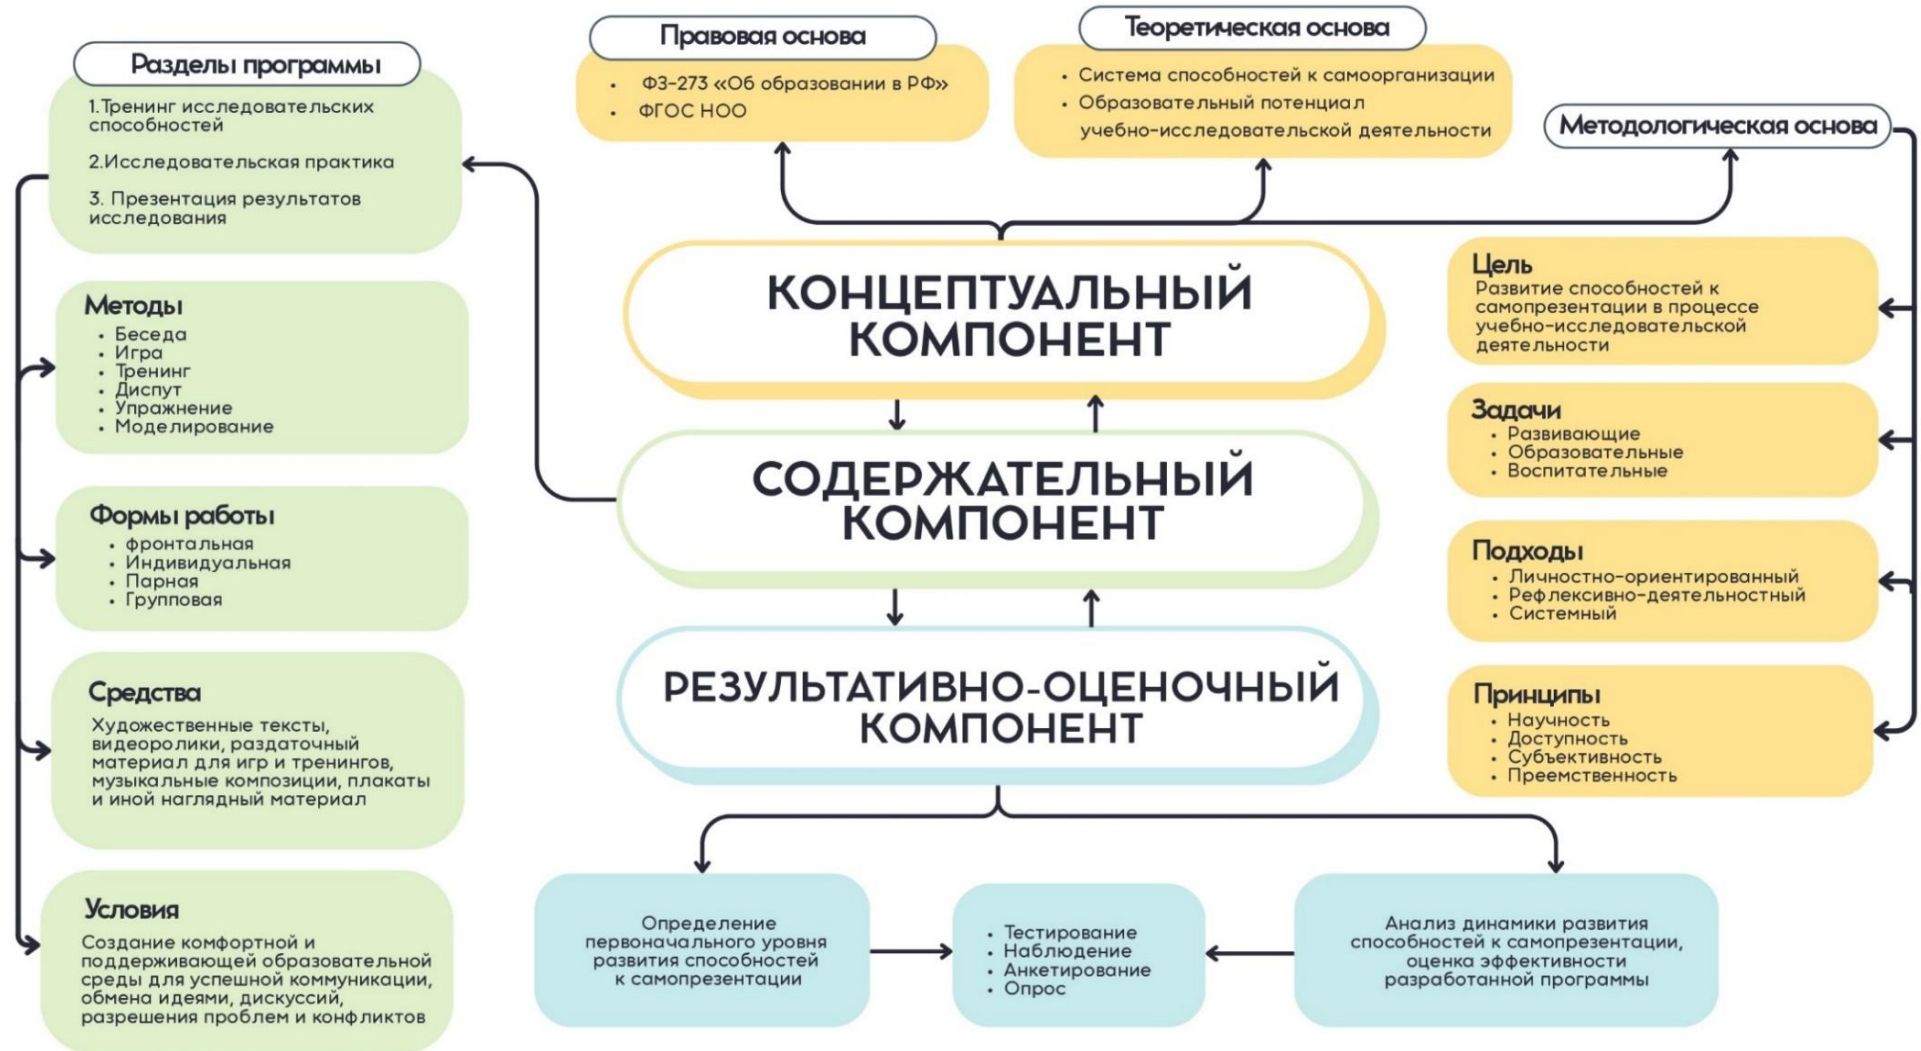 Разделы программы
1.Тренинг исследовательских
способностей
2.Исследовательская практика
3. Презентация результатов
исследования
Методы
• Беседа
• Игра
• Тренинг
• Диспут
• Упражнение
• Моделирование
Формы работы
• фронтальная
• Индивидуальная
• Парная
• Групповая
Средства
Художественные тексты,
видеоролики, раздаточный
материал для игр и тренингов,
музыкальные композиции, плакаты
и иной наглядный материал
Условия
Создание комфортной и
поддерживающей образовательной
среды для успешной коммуникации,
обмена идеями, дискуссий,
разрешения проблем и конфликтов
Правовая основа
• ФЗ-273 «Об образовании в РФ»
• ФГОС НОО
Теоретическая основа
• Система способностей к самоорганизации
• Образовательный потенциал
учебно-исследовательской деятельности
Методологическая основа
КОНЦЕПТУАЛЬНЫЙ
КОМПОНЕНТ
СОДЕРЖАТЕЛЬНЫЙ
КОМПОНЕНТ
РЕЗУЛЬТАТИВНО-ОЦЕНОЧНЫЙ
КОМПОНЕНТ
Цель
Развитие способностей к
самопрезентации в процессе
учебно-исследовательской
деятельности
Задачи
• Развивающие
• Образовательные
• Воспитательные
Подходы
• Личностно-ориентированный
• Рефлексивно-деятельностный
• Системный
Принципы
• Научность
• Доступность
• Субъективность
• Преемственность
Определение
первоначального уровня
развития способностей
к самопрезентации
• Тестирование
• Наблюдение
• Анкетирование
• Опрос
Анализ динамики развития
способностей к самопрезентации,
оценка эффективности
разработанной программы